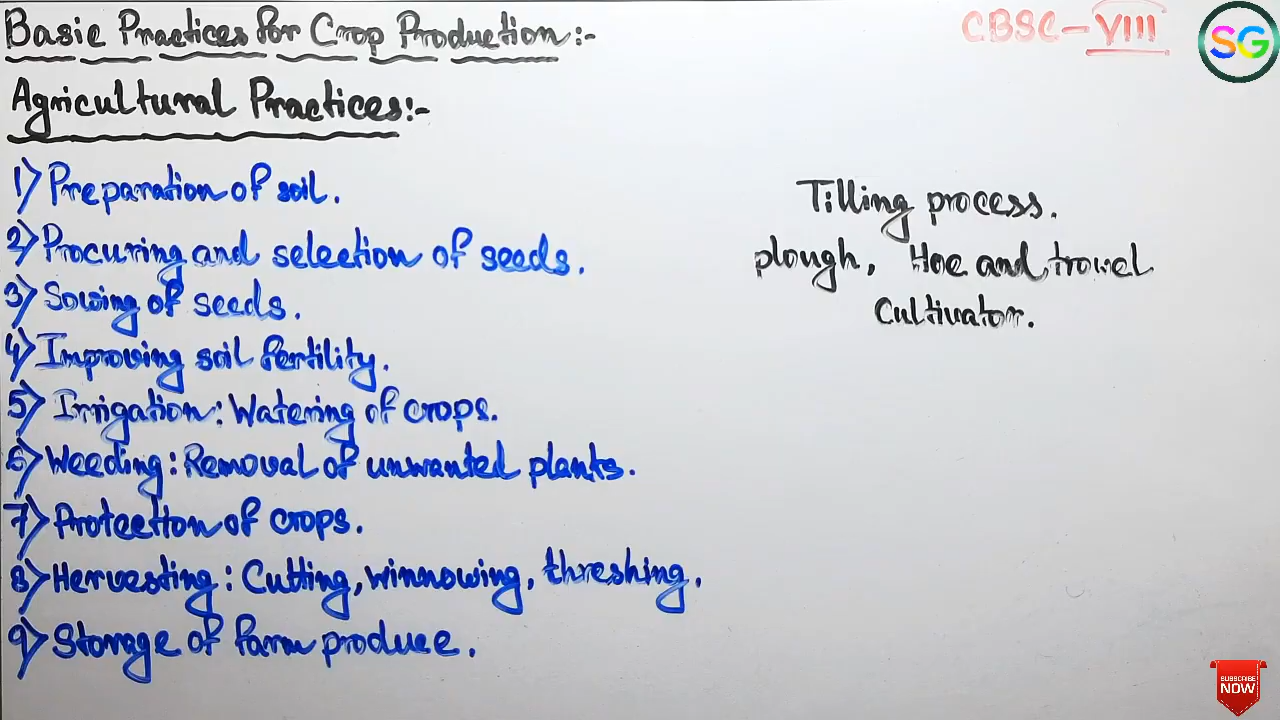 Basic Practices for Crop Production:-
CBSC-VIII
SG
Agricultural Practices:-
1) Preparation of soil.
2) Procuring and selection of seeds.
3) Sowing of seeds.
4) Improving soil fertility.
5) Irrigation: Watering of crops.
6) Weeding: Removal of unwanted plants.
7) Protection of crops.
8) Hervesting: Cutting, winnowing, threshing.
9) Storage of farm produce.
Tilling process.
plough, Hoe and trowel
Cultivator.
SUBSCRIBE
NOW